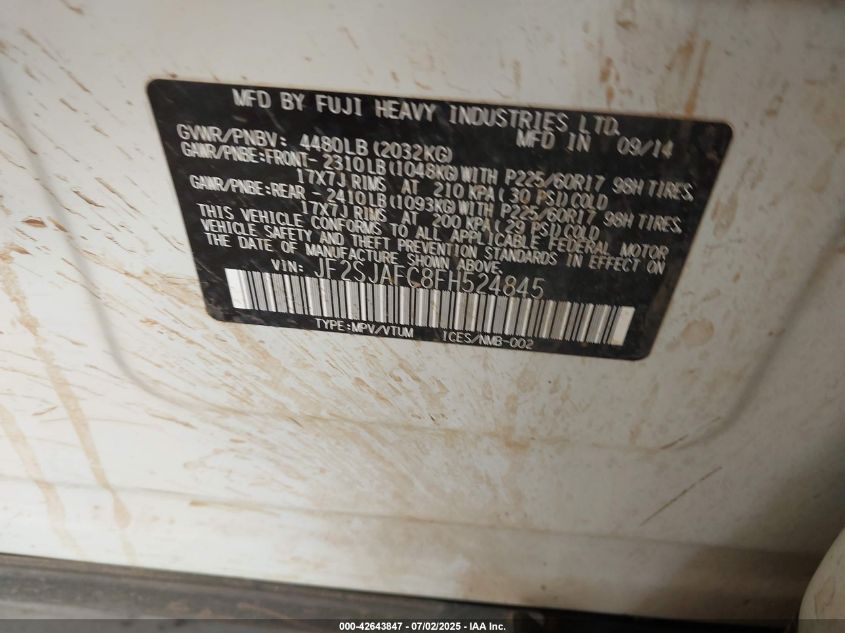 MFD BY FUJI HEAVY INDUSTRIES LTD.
MFD IN 09/14
GVWR/PNBV: 4480LB(2032KG)
GAWR/PNBE:FRONT- 2310LB(1048KG)WITH P225/60R17 98H TIRES.
17X7J RIMS AT 210 KPA(30 PSI)COLD
GAWR/PNBE:REAR - 2410LB(1093KG)WITH P225/60R17 98H TIRES.
17X7J RIMS AT 200 KPA(29 PSI)COLD
THIS VEHICLE CONFORMS TO ALL APPLICABLE FEDERAL MOTOR
VEHICLE SAFETY AND THEFT PREVENTION STANDARDS IN EFFECT ON
THE DATE OF MANUFACTURE SHOWN ABOVE.
VIN: JF2SJAFC8FH524845
TYPE:MPV/VTUM ICES/NMB-002
000-42643847 - 07/02/2025 - IAA Inc.